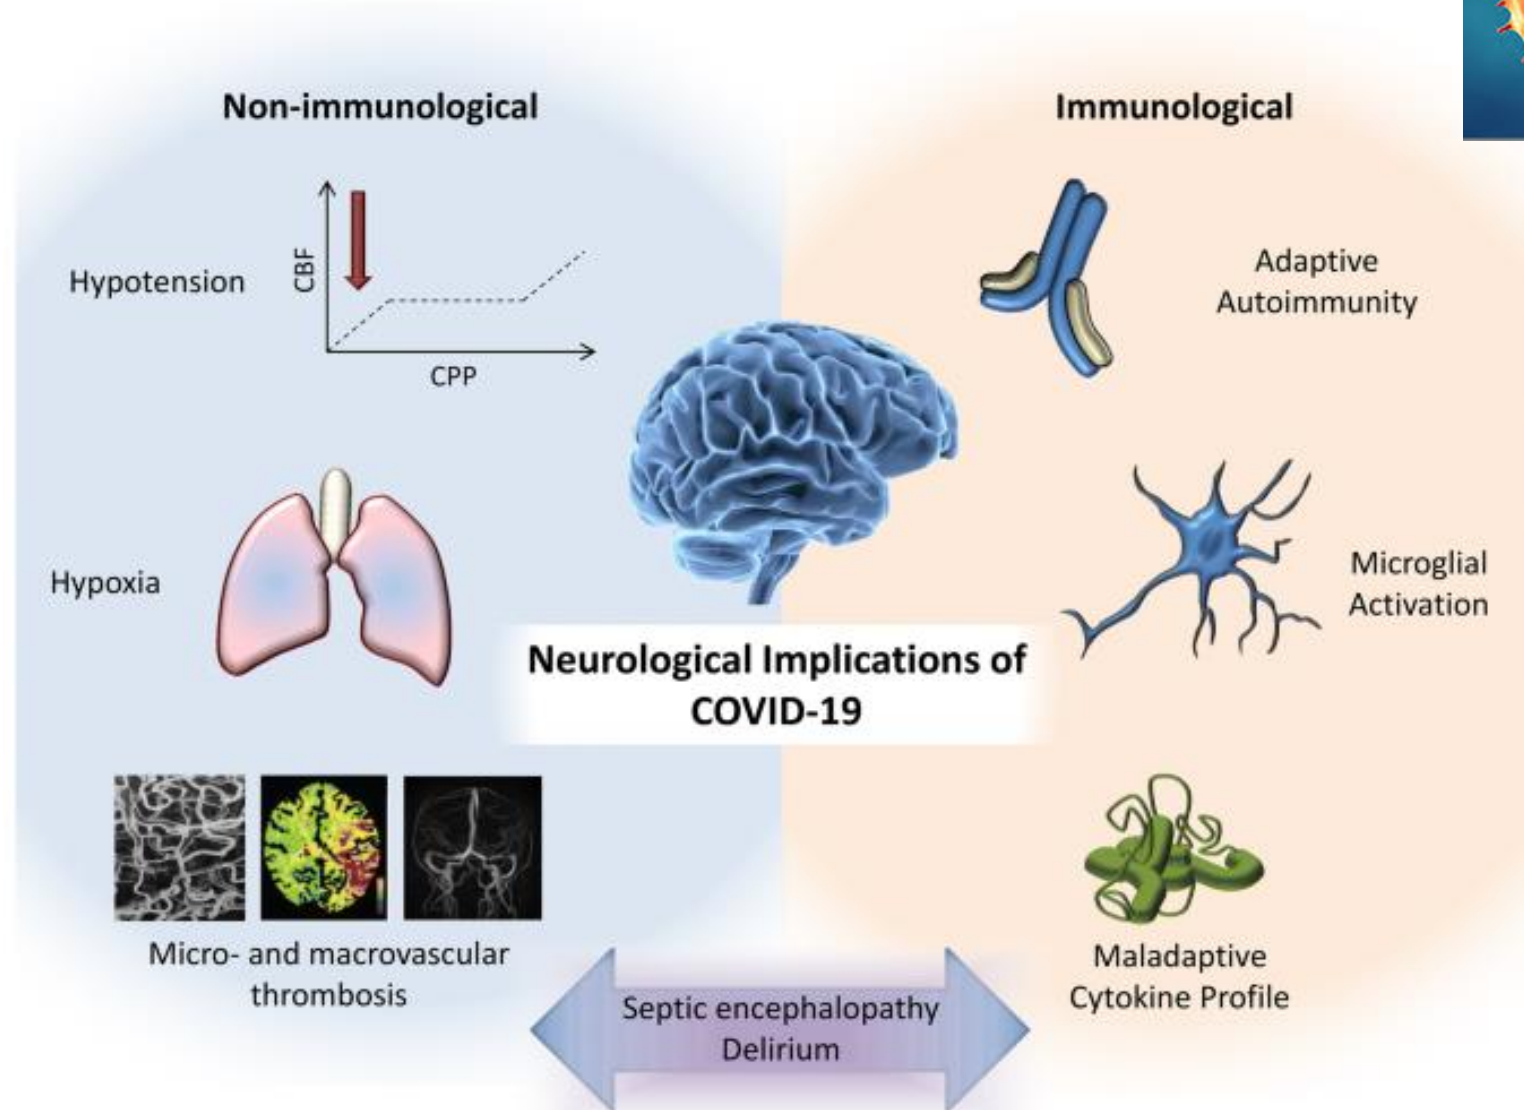 Non-immunological
Immunological
Hypotension
CBF
CPP
Adaptive
Autoimmunity
Hypoxia
Microglial
Activation
Neurological Implications of
COVID-19
Micro- and macrovascular
thrombosis
Maladaptive
Cytokine Profile
Septic encephalopathy
Delirium